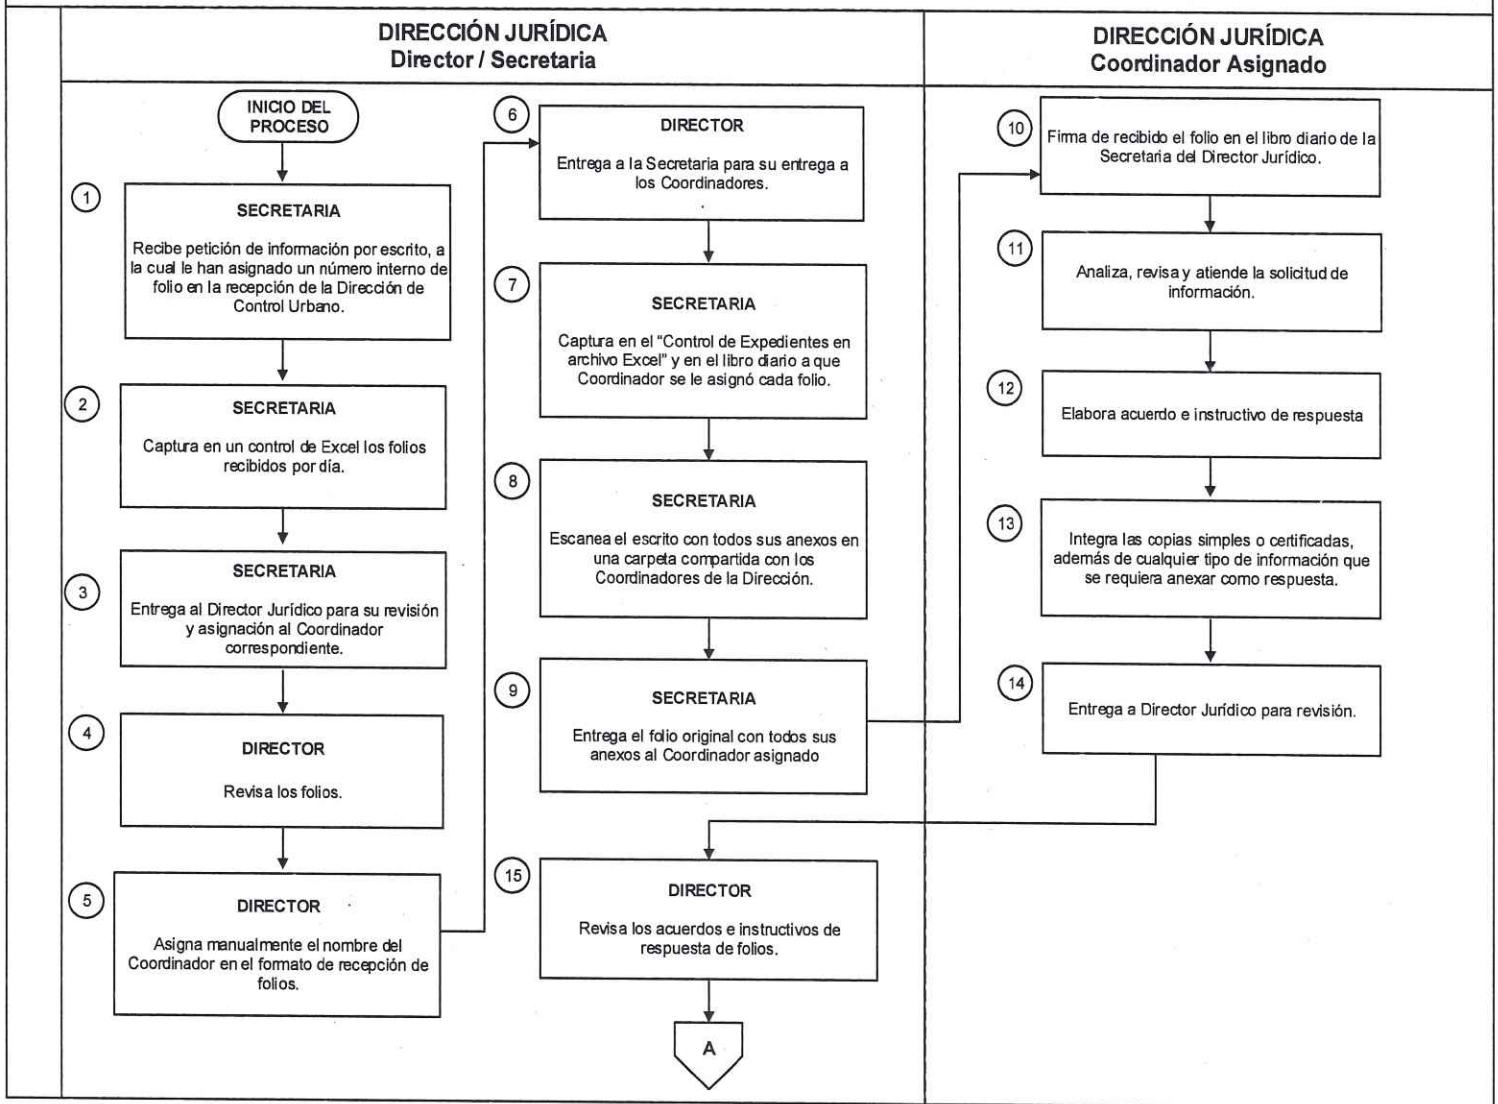 DIRECCIÓN JURÍDICA
Director / Secretaria
DIRECCIÓN JURÍDICA
Coordinador Asignado
INICIO DEL
PROCESO
1
SECRETARIA
Recibe petición de información por escrito, a
la cual le han asignado un número interno de
folio en la recepción de la Dirección de
Control Urbano.
2
SECRETARIA
Captura en un control de Excel los folios
recibidos por día.
3
SECRETARIA
Entrega al Director Jurídico para su revisión
y asignación al Coordinador
correspondiente.
4
DIRECTOR
Revisa los folios.
5
DIRECTOR
Asigna manualmente el nombre del
Coordinador en el formato de recepción de
folios.
6
DIRECTOR
Entrega a la Secretaria para su entrega a
los Coordinadores.
7
SECRETARIA
Captura en el "Control de Expedientes en
archivo Excel" y en el libro diario a que
Coordinador se le asignó cada folio.
8
SECRETARIA
Escanea el escrito con todos sus anexos en
una carpeta compartida con los
Coordinadores de la Dirección.
9
SECRETARIA
Entrega el folio original con todos sus
anexos al Coordinador asignado
10
Firma de recibido el folio en el libro diario de la
Secretaria del Director Jurídico.
11
Analiza, revisa y atiende la solicitud de
información.
12
Elabora acuerdo e instructivo de respuesta
13
Integra las copias simples o certificadas,
además de cualquier tipo de información que
se requiera anexar como respuesta.
14
Entrega a Director Jurídico para revisión.
15
DIRECTOR
Revisa los acuerdos e instructivos de
respuesta de folios.
A